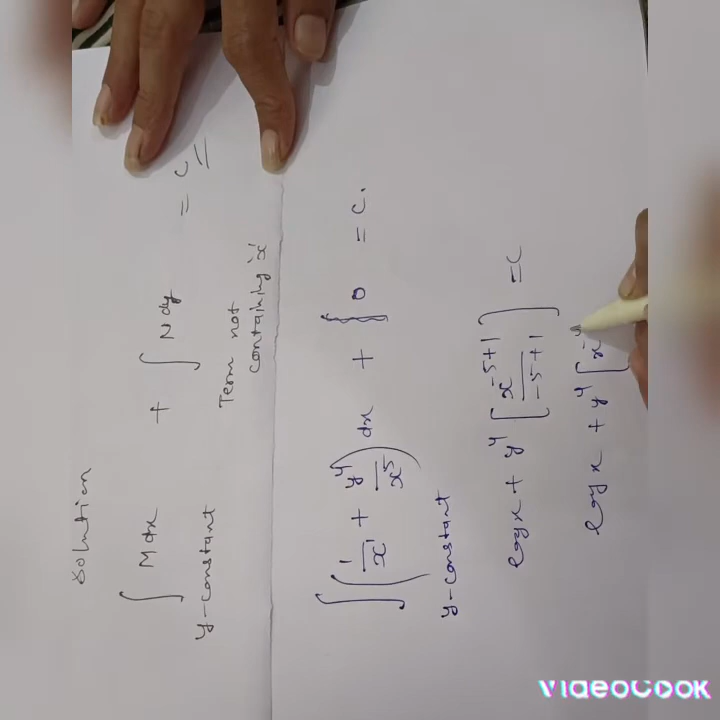 Solution
∫ M dx + ∫ N dy = C
y-constant Term not
containing 'x'
∫ (1/x + y⁴/x⁵) dx + ∫ 0 = C.
y-constant
log x + y⁴ [x⁻⁵⁺¹/-5+1] = C
log x + y⁴ [x⁻⁴
VIDEOCOOK